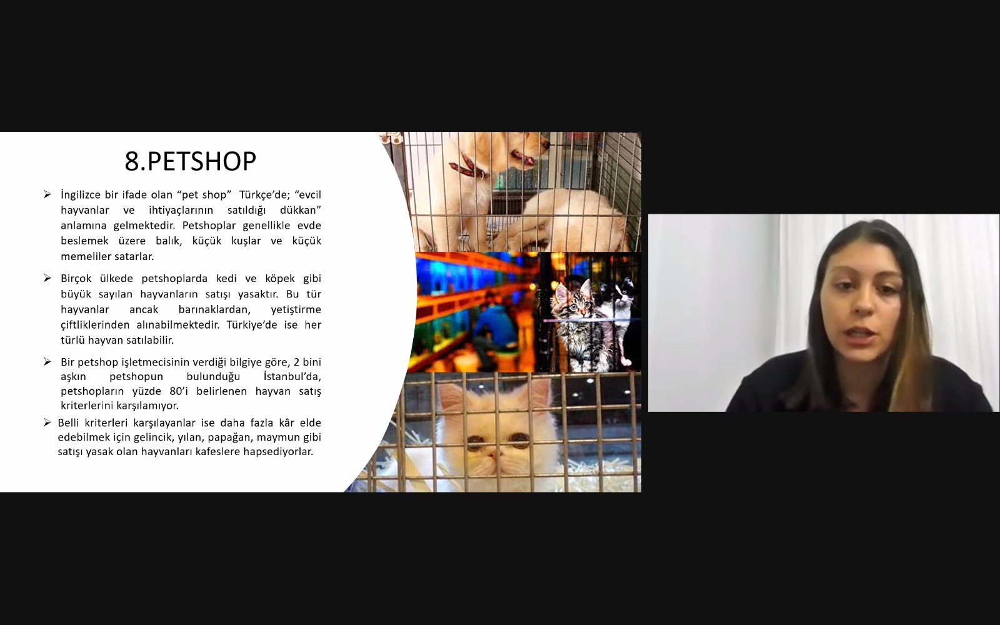 8.PETSHOP
➢ İngilizce bir ifade olan “pet shop” Türkçe’de; “evcil
hayvanlar ve ihtiyaçlarının satıldığı dükkan”
anlamına gelmektedir. Petshoplar genellikle evde
beslemek üzere balık, küçük kuşlar ve küçük
memeliler satarlar.
➢ Birçok ülkede petshoplarda kedi ve köpek gibi
büyük sayılan hayvanların satışı yasaktır. Bu tür
hayvanlar ancak barınaklardan, yetiştirme
çiftliklerinden alınabilmektedir. Türkiye’de ise her
türlü hayvan satılabilir.
➢ Bir petshop işletmecisinin verdiği bilgiye göre, 2 bini
aşkın petshopun bulunduğu İstanbul’da,
petshopların yüzde 80’i belirlenen hayvan satış
kriterlerini karşılamıyor.
➢ Belli kriterleri karşılayanlar ise daha fazla kâr elde
edebilmek için gelincik, yılan, papağan, maymun gibi
satışı yasak olan hayvanları kafeslere hapsediyorlar.